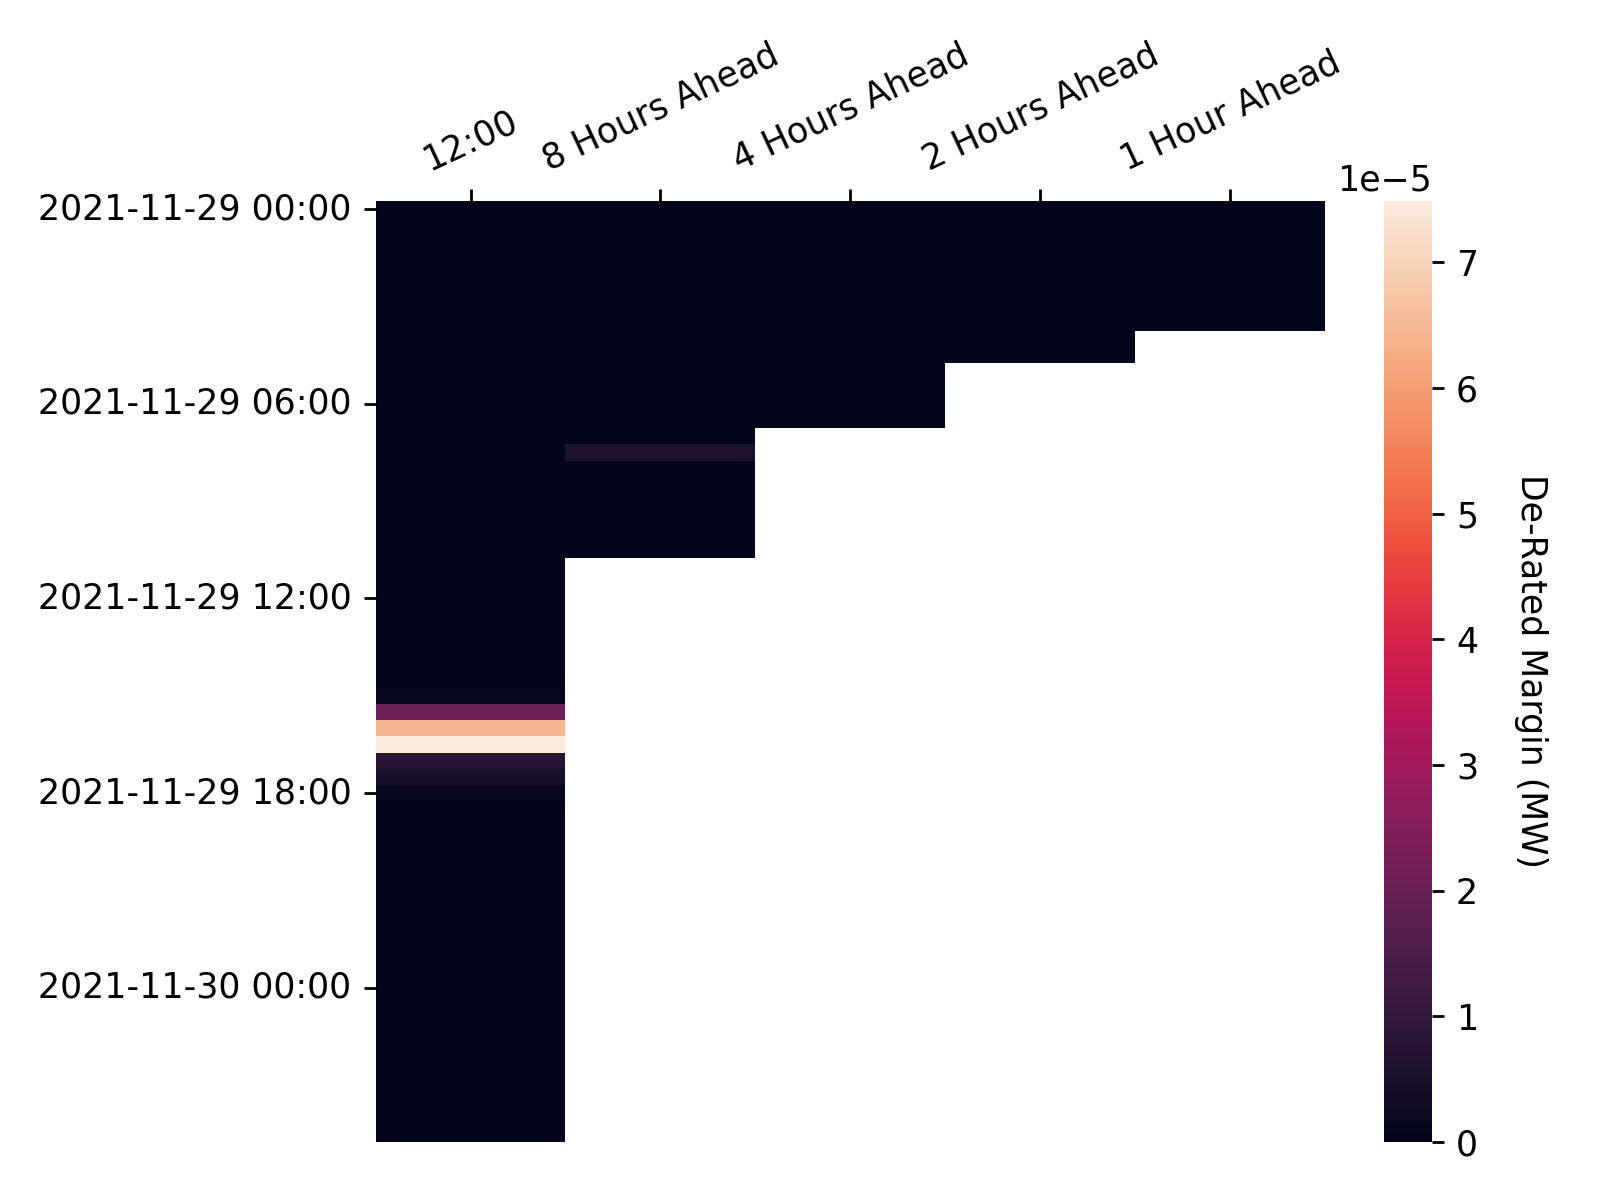 12:00
8 Hours Ahead
4 Hours Ahead
2 Hours Ahead
1 Hour Ahead
1e−5
2021-11-29 00:00
2021-11-29 06:00
2021-11-29 12:00
2021-11-29 18:00
2021-11-30 00:00
7
6
5
4
3
2
1
0
De-Rated Margin (MW)